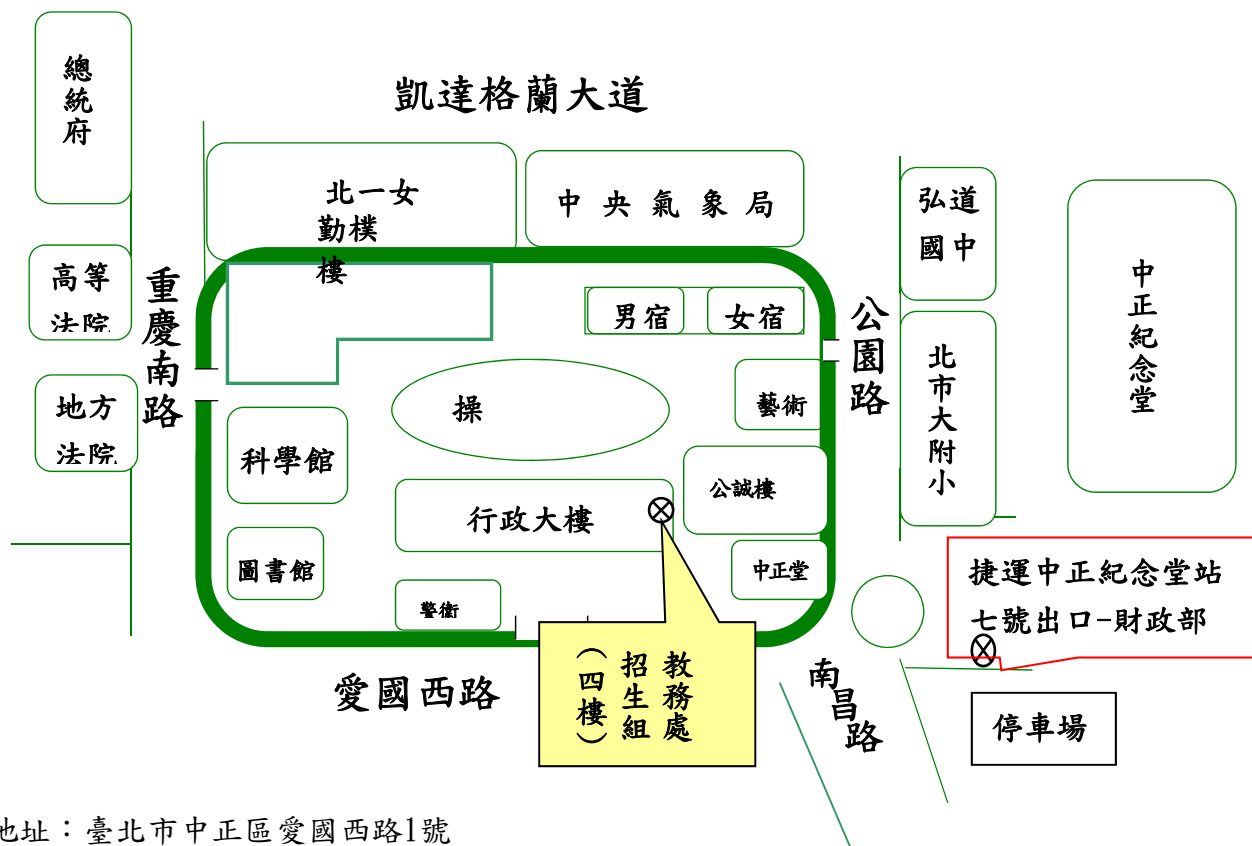 總統府
凱達格蘭大道
北一女
勤樸
樓
中央氣象局
弘道
國中
中正紀念堂
高等
法院
重慶南路
男宿
女宿
公園路
地方
法院
操
藝術
北市大附小
科學館
公誠樓
行政大樓
圖書館
中正堂
警衛
捷運中正紀念堂站
七號出口-財政部
教務處
招生組
（四樓）
愛國西路
南昌路
停車場
地址：臺北市中正區愛國西路1號